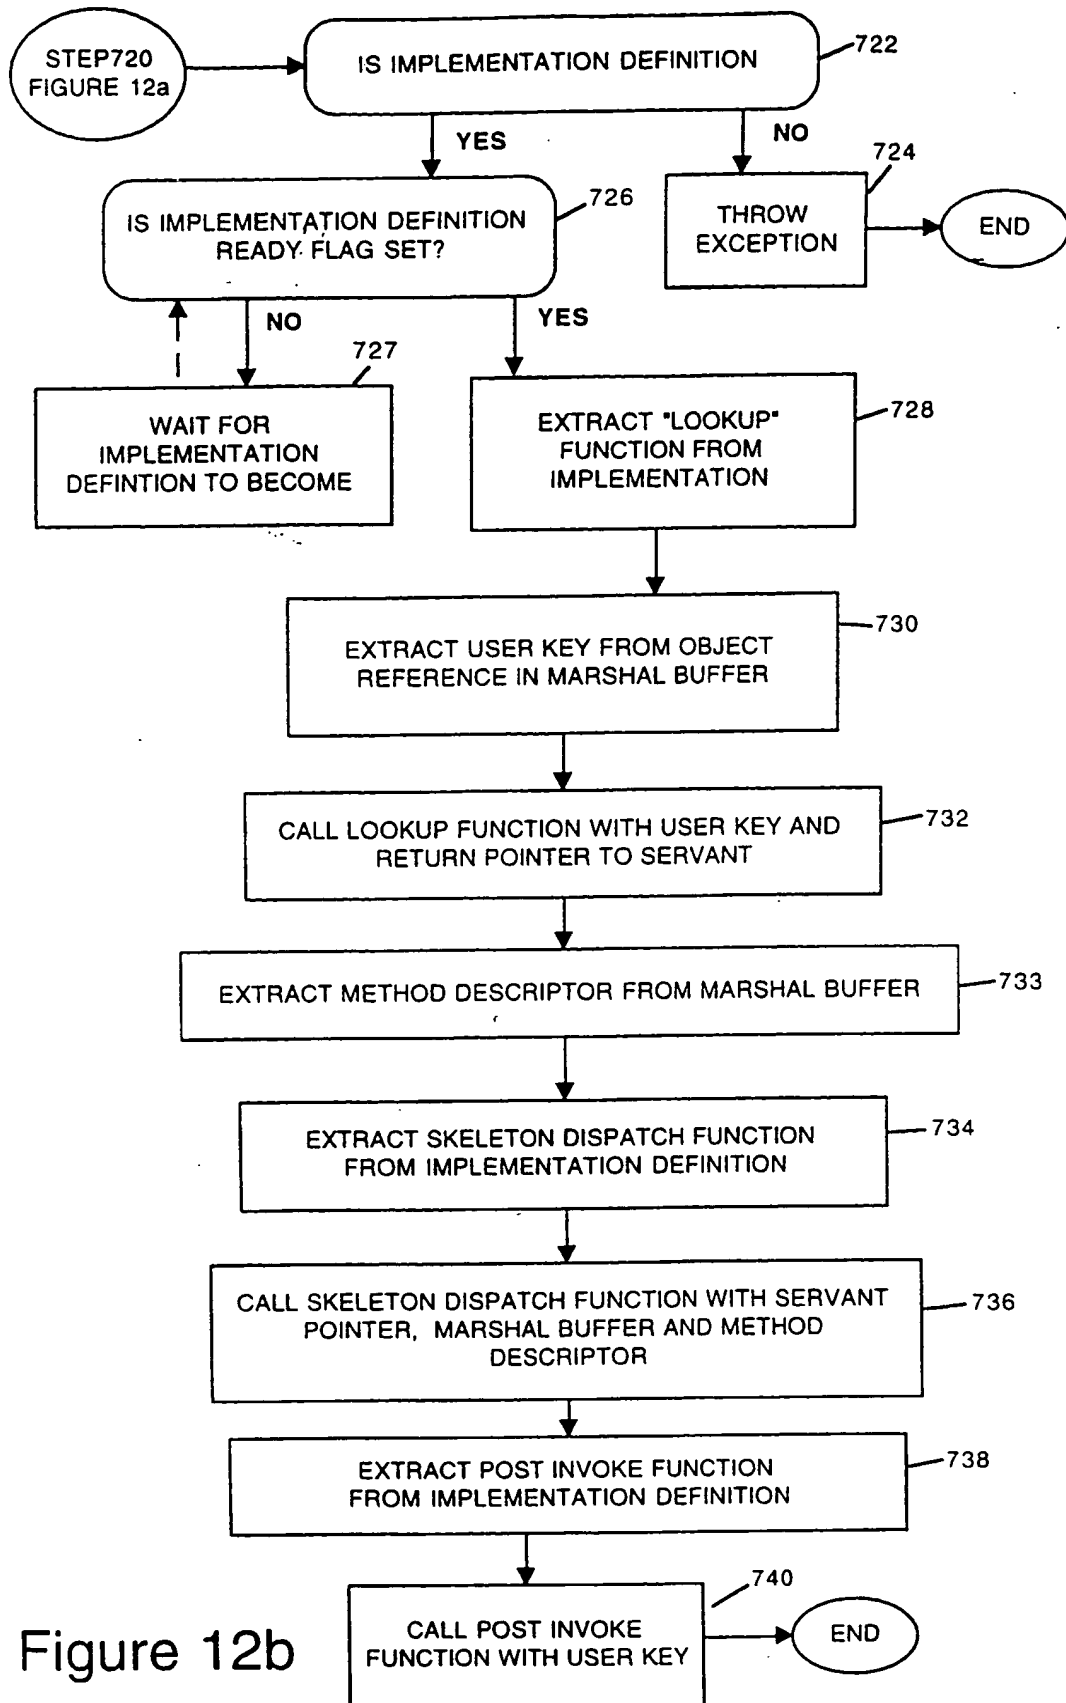 STEP720
FIGURE 12a
IS IMPLEMENTATION DEFINITION
722
YES
NO
724
THROW
EXCEPTION
END
IS IMPLEMENTATION DEFINITION
READY FLAG SET?
726
NO
YES
727
WAIT FOR
IMPLEMENTATION
DEFINTION TO BECOME
EXTRACT "LOOKUP"
FUNCTION FROM
IMPLEMENTATION
728
EXTRACT USER KEY FROM OBJECT
REFERENCE IN MARSHAL BUFFER
730
CALL LOOKUP FUNCTION WITH USER KEY AND
RETURN POINTER TO SERVANT
732
EXTRACT METHOD DESCRIPTOR FROM MARSHAL BUFFER
733
EXTRACT SKELETON DISPATCH FUNCTION
FROM IMPLEMENTATION DEFINITION
734
CALL SKELETON DISPATCH FUNCTION WITH SERVANT
POINTER, MARSHAL BUFFER AND METHOD
DESCRIPTOR
736
EXTRACT POST INVOKE FUNCTION
FROM IMPLEMENTATION DEFINITION
738
740
CALL POST INVOKE
FUNCTION WITH USER KEY
END
Figure 12b